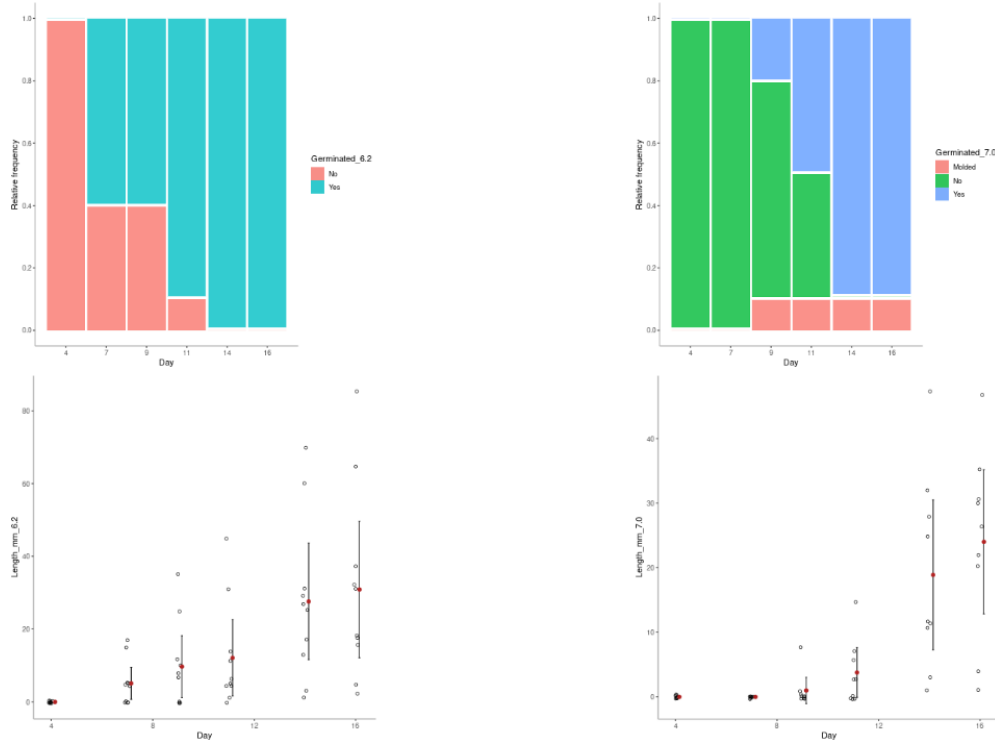 1.0
0.8
0.6
0.4
0.2
0.0
Relative frequency
4 7 9 11 14 16
Day
Germinated_6.2
No
Yes
1.0
0.8
0.6
0.4
0.2
0.0
Relative frequency
4 7 9 11 14 16
Day
Germinated_7.0
Molded
No
Yes
80
60
40
20
0
Length_mm_6.2
4 8 12 16
Day
40
30
20
10
0
Length_mm_7.0
4 8 12 16
Day